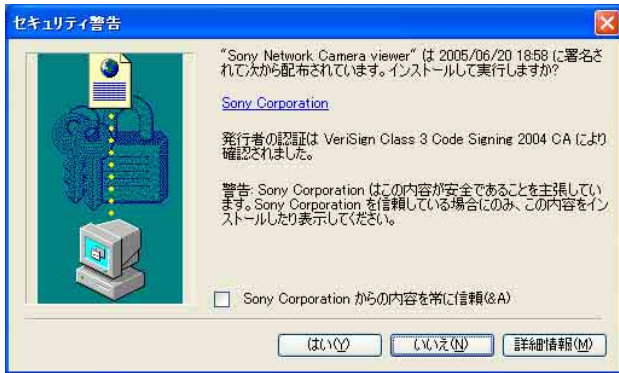 セキュリティ警告
"Sony Network Camera viewer" は 2005/06/20 18:58 に署名さ
れて次から配布されています。インストールして実行しますか?
Sony Corporation
発行者の認証は VeriSign Class 3 Code Signing 2004 CA により
確認されました。
警告: Sony Corporation はこの内容が安全であることを主張してい
ます。Sony Corporation を信頼している場合にのみ、この内容をイン
ストールしたり表示してください。
Sony Corporation からの内容を常に信頼(&A)
はい(Y)
いいえ(N)
詳細情報(M)